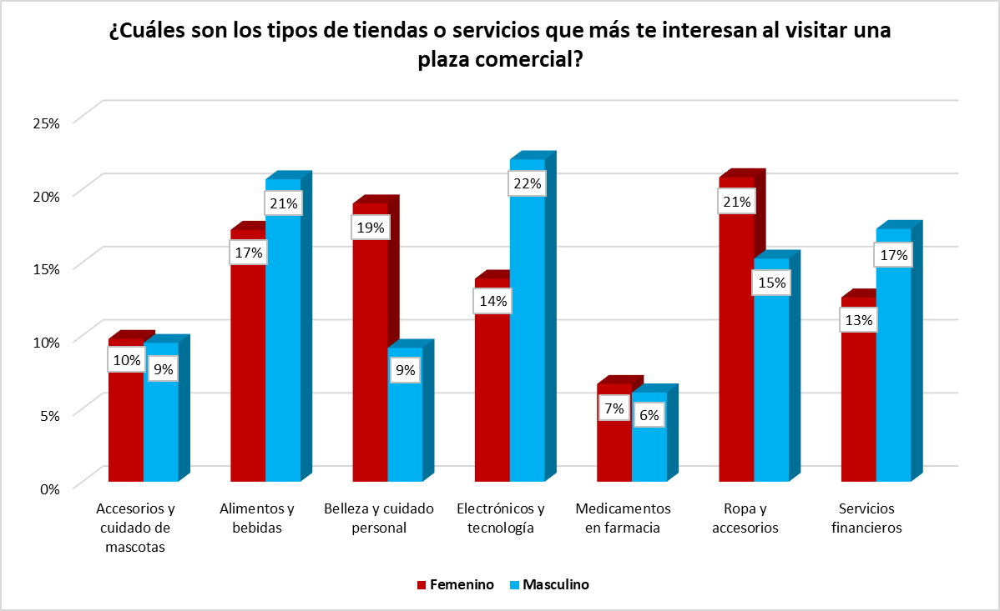 ¿Cuáles son los tipos de tiendas o servicios que más te interesan al visitar una
plaza comercial?
25%
20%
15%
10%
5%
0%
10%
9%
17%
21%
19%
9%
14%
22%
7%
6%
21%
15%
13%
17%
Accesorios y
cuidado de
mascotas
Alimentos y
bebidas
Belleza y cuidado
personal
Electrónicos y
tecnología
Medicamentos
en farmacia
Ropa y
accesorios
Servicios
financieros
Femenino
Masculino